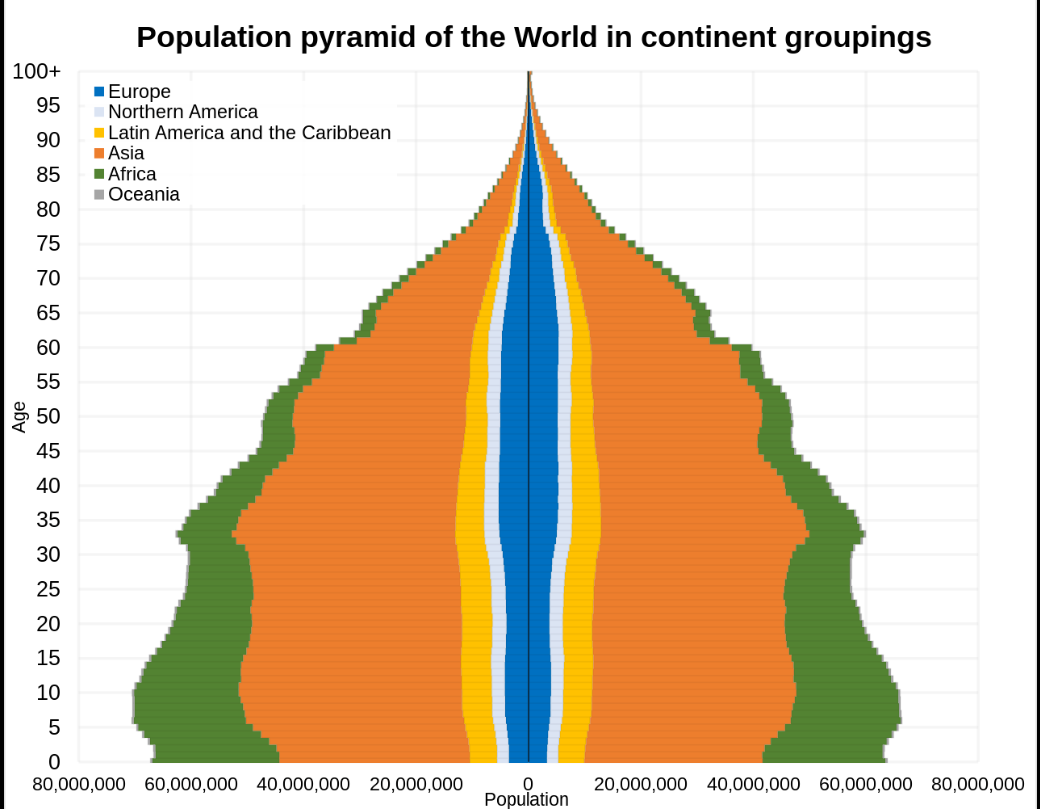 Population pyramid of the World in continent groupings
100+
95
90
85
80
75
70
65
60
55
50
45
40
35
30
25
20
15
10
5
0
Age
Europe
Northern America
Latin America and the Caribbean
Asia
Africa
Oceania
80,000,000 60,000,000 40,000,000 20,000,000 0 20,000,000 40,000,000 60,000,000 80,000,000
Population